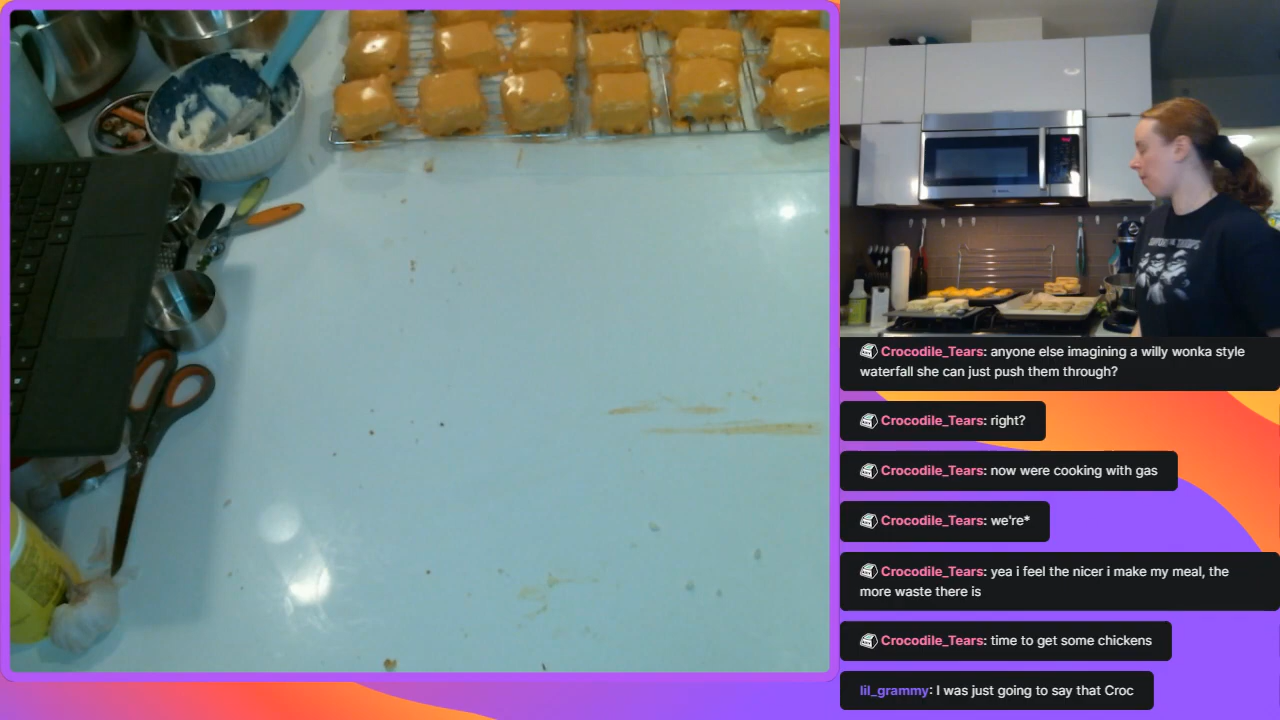 Crocodile_Tears: anyone else imagining a willy wonka style
waterfall she can just push them through?
Crocodile_Tears: right?
Crocodile_Tears: now were cooking with gas
Crocodile_Tears: we're*
Crocodile_Tears: yea i feel the nicer i make my meal, the
more waste there is
Crocodile_Tears: time to get some chickens
lil_grammy: I was just going to say that Croc